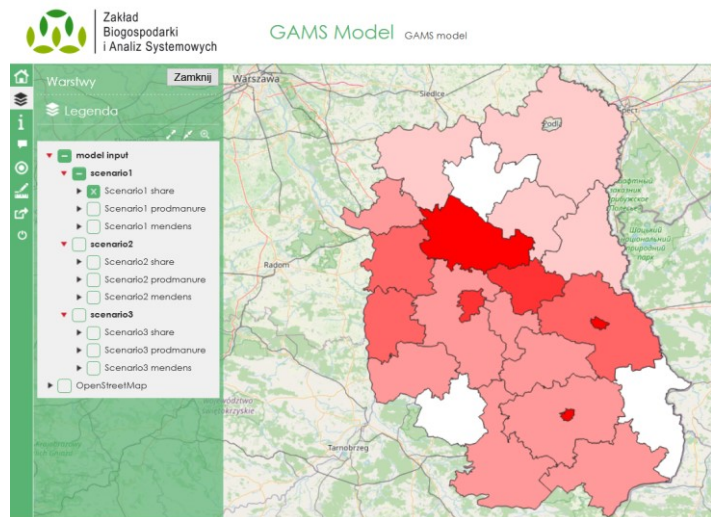 Zakład
Biogospodarki
i Analiz Systemowych
GAMS Model GAMS model
Warstwy
Zamknij
Legenda
model input
scenario1
Scenario1 share
Scenario1 prodmanure
Scenario1 mendens
scenario2
Scenario2 share
Scenario2 prodmanure
Scenario2 mendens
scenario3
Scenario3 share
Scenario3 prodmanure
Scenario3 mendens
OpenStreetMap
Warszawa
Siedlce
Radom
Tarnobrzeg